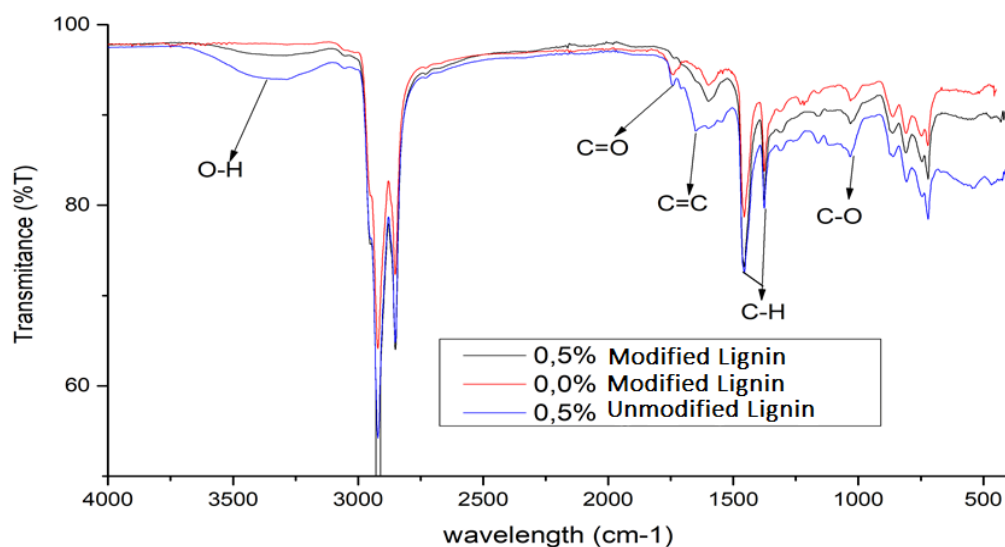 100
80
60
Transmitance (%T)
O-H
C=O
C=C
C-O
C-H
0,5% Modified Lignin
0,0% Modified Lignin
0,5% Unmodified Lignin
4000 3500 3000 2500 2000 1500 1000 500
wavelength (cm-1)